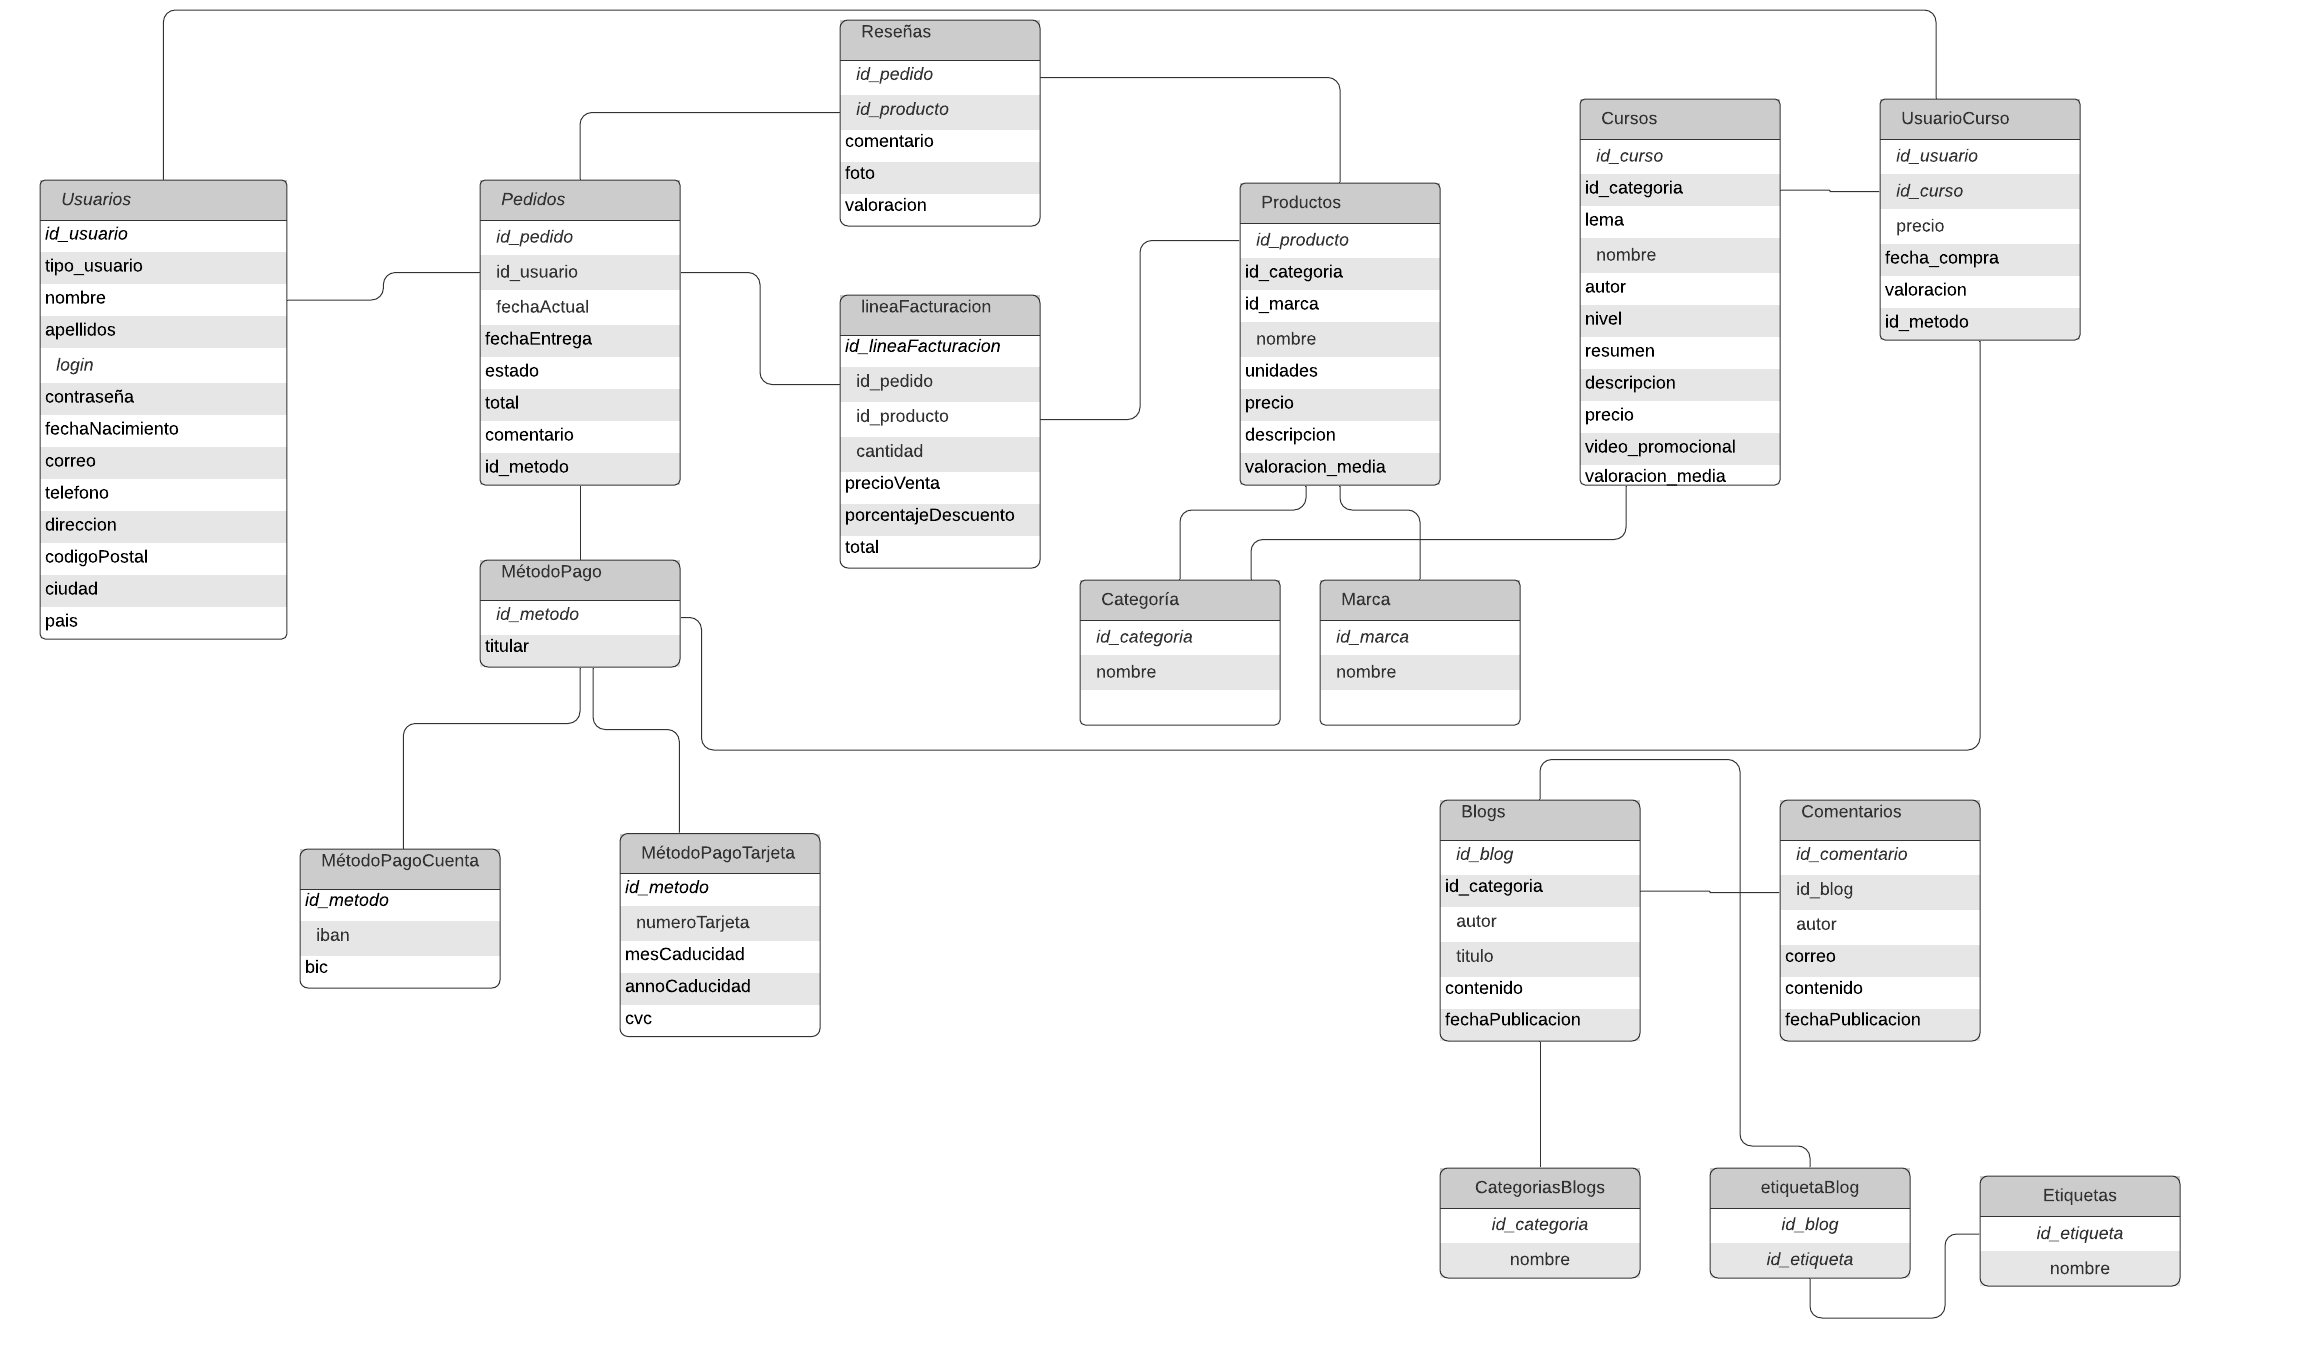 Reseñas
id_pedido
id_producto
comentario
foto
valoracion
Cursos
id_curso
id_categoria
lema
nombre
autor
nivel
resumen
descripcion
precio
video_promocional
valoracion_media
UsuarioCurso
id_usuario
id_curso
precio
fecha_compra
valoracion
id_metodo
Usuarios
id_usuario
tipo_usuario
nombre
apellidos
login
contraseña
fechaNacimiento
correo
telefono
direccion
codigoPostal
ciudad
pais
Pedidos
id_pedido
id_usuario
fechaActual
fechaEntrega
estado
total
comentario
id_metodo
Productos
id_producto
id_categoria
id_marca
nombre
unidades
precio
descripcion
valoracion_media
lineaFacturacion
id_lineaFacturacion
id_pedido
id_producto
cantidad
precioVenta
porcentajeDescuento
total
MétodoPago
id_metodo
titular
Categoría
id_categoria
nombre
Marca
id_marca
nombre
MétodoPagoCuenta
id_metodo
iban
bic
MétodoPagoTarjeta
id_metodo
numeroTarjeta
mesCaducidad
annoCaducidad
cvc
Blogs
id_blog
id_categoria
autor
titulo
contenido
fechaPublicacion
Comentarios
id_comentario
id_blog
autor
correo
contenido
fechaPublicacion
CategoriasBlogs
id_categoria
nombre
etiquetaBlog
id_blog
id_etiqueta
Etiquetas
id_etiqueta
nombre